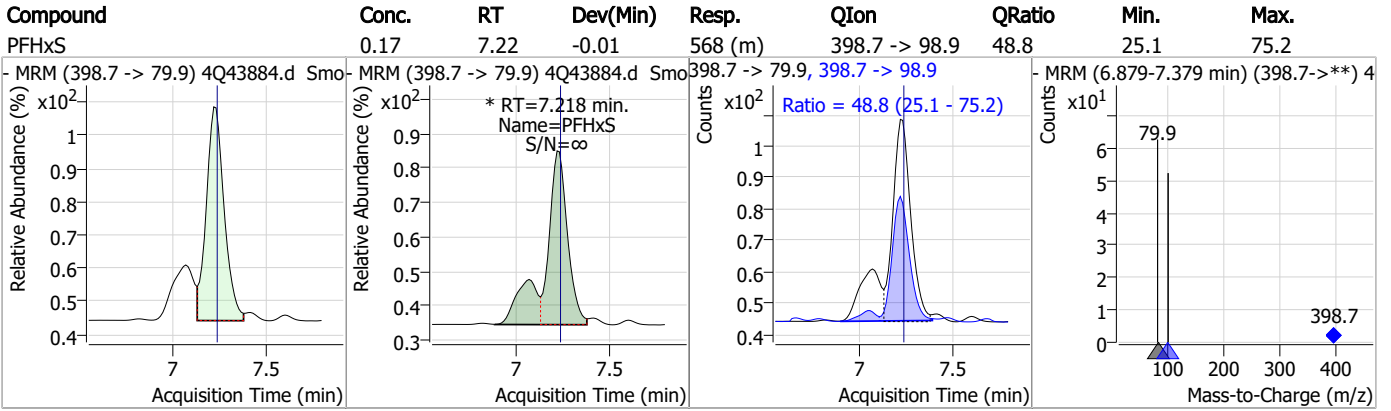 Compound Conc. RT Dev(Min) Resp. QIon QRatio Min. Max.
PFHxS 0.17 7.22 -0.01 568 (m) 398.7 -> 98.9 48.8 25.1 75.2
- MRM (398.7 -> 79.9) 4Q43884.d Smo
x10²
1
0.9
0.8
0.7
0.6
0.5
0.4
Relative Abundance (%)
7 7.5
Acquisition Time (min)
- MRM (398.7 -> 79.9) 4Q43884.d Smo
x10²
* RT=7.218 min.
Name=PFHxS
S/N=∞
0.9
0.8
0.7
0.6
0.5
0.4
0.3
Relative Abundance (%)
7 7.5
Acquisition Time (min)
398.7 -> 79.9, 398.7 -> 98.9
x10²
Ratio = 48.8 (25.1 - 75.2)
1
0.9
0.8
0.7
0.6
0.5
0.4
Counts
7 7.5
Acquisition Time (min)
- MRM (6.879-7.379 min) (398.7->**) 4
x10¹
79.9
6
5
4
3
2
1
0
398.7
Counts
100 200 300 400
Mass-to-Charge (m/z)